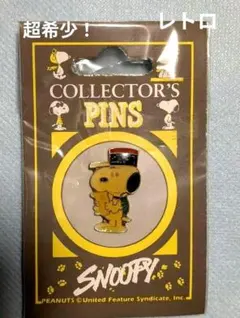 超希少！
レトロ
COLLECTOR'S
PINS
SNOOPY.
PEANUTS © United Feature Syndicate, Inc.